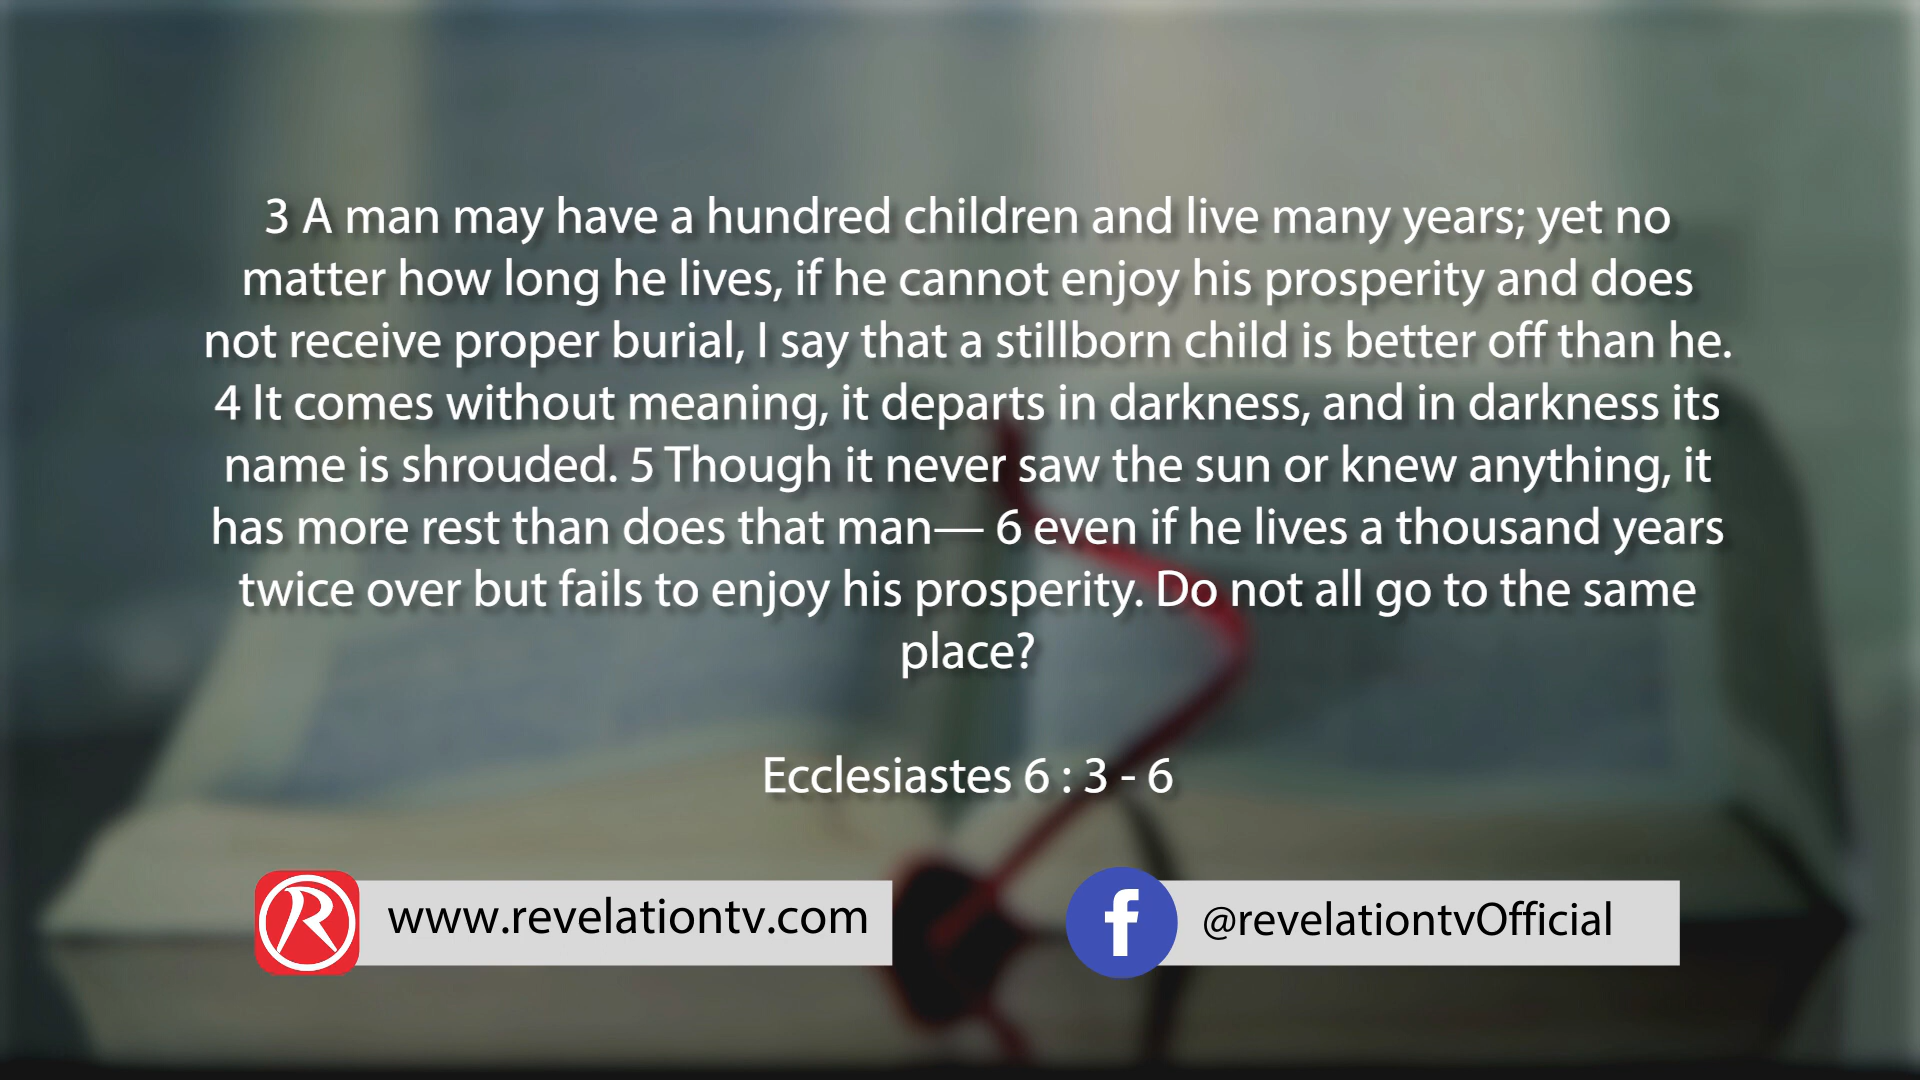 3 A man may have a hundred children and live many years; yet no
matter how long he lives, if he cannot enjoy his prosperity and does
not receive proper burial, I say that a stillborn child is better off than he.
4 It comes without meaning, it departs in darkness, and in darkness its
name is shrouded. 5 Though it never saw the sun or knew anything, it
has more rest than does that man— 6 even if he lives a thousand years
twice over but fails to enjoy his prosperity. Do not all go to the same
place?
Ecclesiastes 6 : 3 - 6
www.revelationtv.com
@revelationtvOfficial